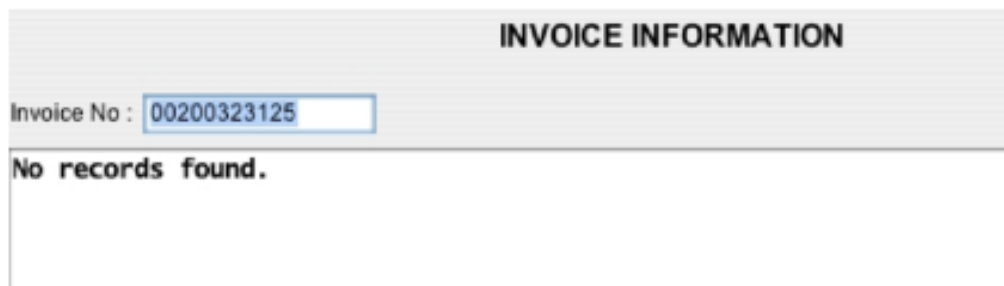 INVOICE INFORMATION
Invoice No : 00200323125
No records found.